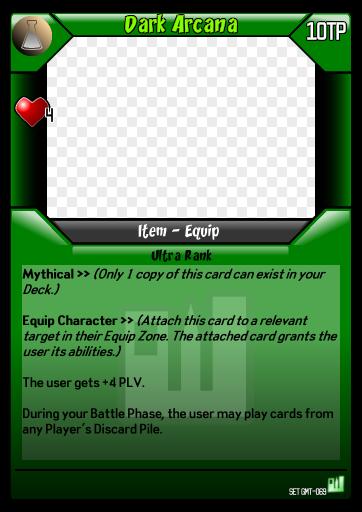 Dark Arcana
10TP
4
Item - Equip
Ultra Rank
Mythical >> (Only 1 copy of this card can exist in your
Deck.)
Equip Character >> (Attach this card to a relevant
target in their Equip Zone. The attached card grants the
user its abilities.)
The user gets +4 PLV.
During your Battle Phase, the user may play cards from
any Player's Discard Pile.
SET GMT-069